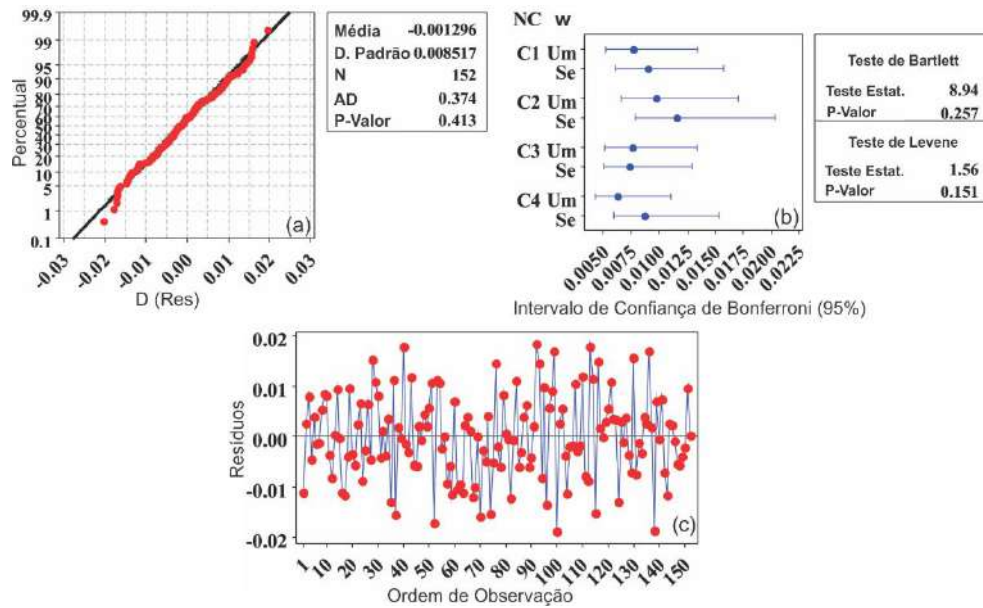 99.9
99
95
90
80
70
60
50
40
30
20
10
5
1
0.1
Percentual
-0.03
-0.02
-0.01
0.00
0.01
0.02
0.03
D (Res)
(a)
Média -0.001296
D. Padrão 0.008517
N 152
AD 0.374
P-Valor 0.413
NC w
C1 Um
Se
C2 Um
Se
C3 Um
Se
C4 Um
Se
(b)
0.0050
0.0075
0.0100
0.0125
0.0150
0.0175
0.0200
0.0225
Intervalo de Confiança de Bonferroni (95%)
Teste de Bartlett
Teste Estat. 8.94
P-Valor 0.257
Teste de Levene
Teste Estat. 1.56
P-Valor 0.151
0.02
0.01
0.00
-0.01
-0.02
Resíduos
(c)
1
10
20
30
40
50
60
70
80
90
100
110
120
130
140
150
Ordem de Observação